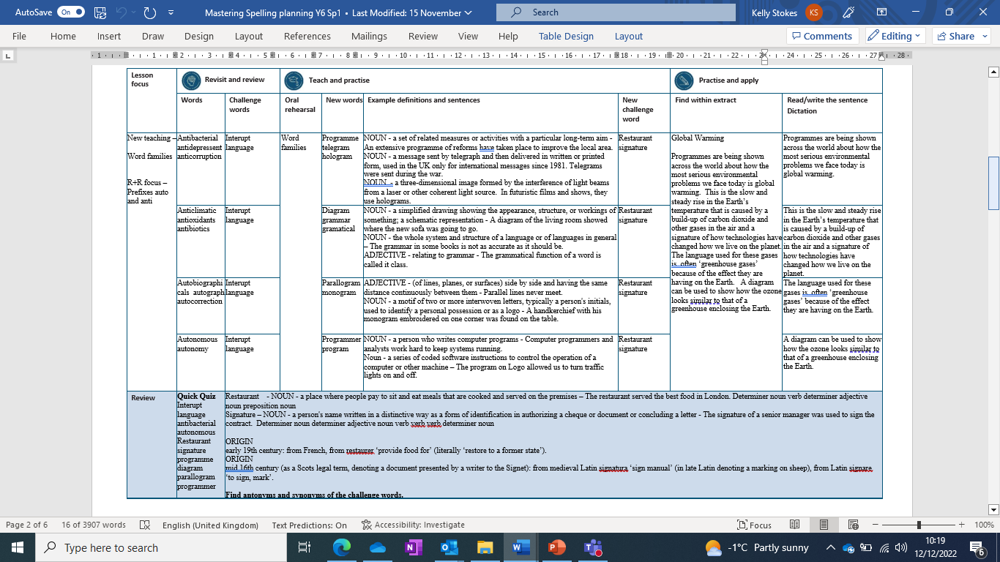 AutoSave On Mastering Spelling planning Y6 Sp1 • Last Modified: 15 November Search Kelly Stokes KS
File Home Insert Draw Design Layout References Mailings Review View Help Table Design Layout Comments Editing Share
Lesson focus
Revisit and review
Teach and practise
Practise and apply
Words
Challenge words
Oral rehearsal
New words
Example definitions and sentences
New challenge word
Find within extract
Read/write the sentence
Dictation
New teaching –
Word families
R+R focus –
Prefixes auto
and anti
Antibacterial
antidepressent
anticorruption
Interupt
language
Word
families
Programme
telegram
hologram
NOUN - a set of related measures or activities with a particular long-term aim -
An extensive programme of reforms have taken place to improve the local area.
NOUN - a message sent by telegraph and then delivered in written or printed
form, used in the UK only for international messages since 1981. Telegrams
were sent during the war.
NOUN - a three-dimensional image formed by the interference of light beams
from a laser or other coherent light source. In futuristic films and shows, they
use holograms.
Restaurant
signature
Global Warming
Programmes are being shown
across the world about how the
most serious environmental
problems we face today is global
warming. This is the slow and
steady rise in the Earth's
temperature that is caused by a
build-up of carbon dioxide and
other gases in the air and a
signature of how technologies have
changed how we live on the planet.
The language used for these gases
is often 'greenhouse gases'
because of the effect they are
having on the Earth. A diagram
can be used to show how the ozone
looks similar to that of a
greenhouse enclosing the Earth.
Programmes are being shown
across the world about how the
most serious environmental
problems we face today is
global warming.
Anticlimatic
antioxidants
antibiotics
Interupt
language
Diagram
grammar
gramatical
NOUN - a simplified drawing showing the appearance, structure, or workings of
something; a schematic representation - A diagram of the living room showed
where the new sofa was going to go.
NOUN - the whole system and structure of a language or of languages in general
– The grammar in some books is not as accurate as it should be.
ADJECTIVE - relating to grammar - The grammatical function of a word is
called it class.
Restaurant
signature
This is the slow and steady rise
in the Earth's temperature that
is caused by a build-up of
carbon dioxide and other gases
in the air and a signature of
how technologies have
changed how we live on the
planet.
Autobiographi
cals autograph
autocorrection
Interupt
language
Parallogram
monogram
ADJECTIVE - (of lines, planes, or surfaces) side by side and having the same
distance continuously between them - Parallel lines never meet.
NOUN - a motif of two or more interwoven letters, typically a person's initials,
used to identify a personal possession or as a logo - A handkerchief with his
monogram embroidered on one corner was found on the table.
Restaurant
signature
The language used for these
gases is often 'greenhouse
gases' because of the effect
they are having on the Earth.
Autonomous
autonomy
Interupt
language
Programmer
program
NOUN - a person who writes computer programs - Computer programmers and
analysts work hard to keep systems running.
Noun - a series of coded software instructions to control the operation of a
computer or other machine – The program on Logo allowed us to turn traffic
lights on and off.
Restaurant
signature
A diagram can be used to show
how the ozone looks similar to
that of a greenhouse enclosing
the Earth.
Review
Quick Quiz
Interupt
language
antibacterial
autonomous
Restaurant
signature
programme
diagram
parallogram
programmer
Restaurant - NOUN - a place where people pay to sit and eat meals that are cooked and served on the premises – The restaurant served the best food in London. Determiner noun verb determiner adjective
noun preposition noun
Signature – NOUN - a person's name written in a distinctive way as a form of identification in authorizing a cheque or document or concluding a letter - The signature of a senior manager was used to sign the
contract. Determiner noun determiner adjective noun verb verb verb determiner noun
ORIGIN
early 19th century: from French, from restaurer 'provide food for' (literally 'restore to a former state').
ORIGIN
mid 16th century (as a Scots legal term, denoting a document presented by a writer to the Signet): from medieval Latin signatura 'sign manual' (in late Latin denoting a marking on sheep), from Latin signare
'to sign, mark'.
Find antonyms and synonyms of the challenge words.
Page 2 of 6 16 of 3907 words English (United Kingdom) Text Predictions: On Accessibility: Investigate Focus 100%
Type here to search -1°C Partly sunny 10:19
12/12/2022 6